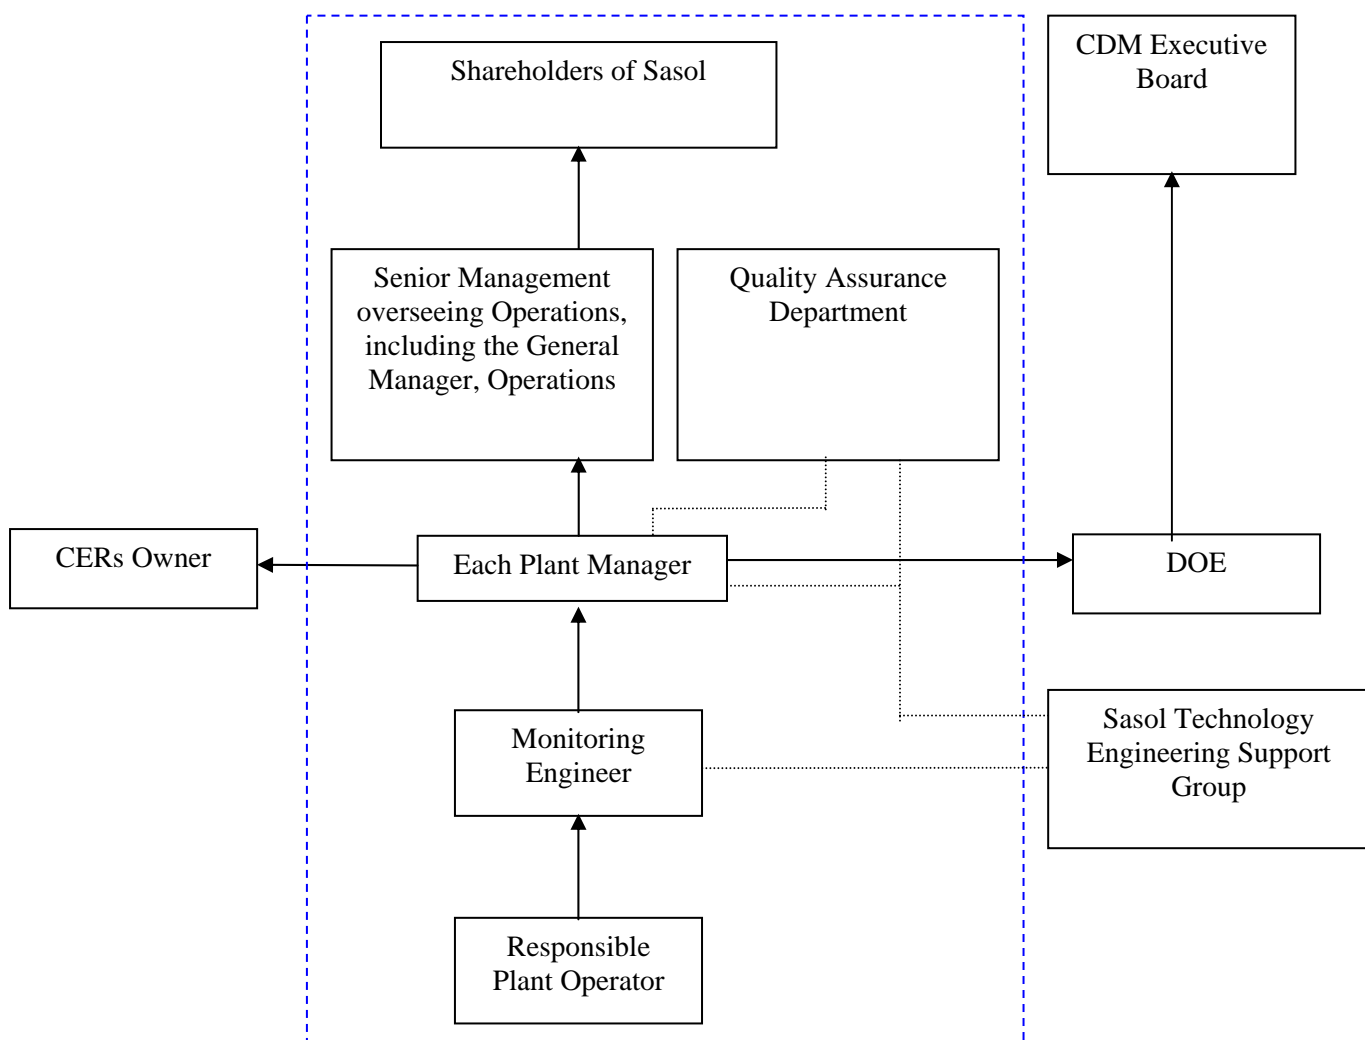 Shareholders of Sasol
CDM Executive
Board
Senior Management
overseeing Operations,
including the General
Manager, Operations
Quality Assurance
Department
CERs Owner
Each Plant Manager
DOE
Monitoring
Engineer
Sasol Technology
Engineering Support
Group
Responsible
Plant Operator